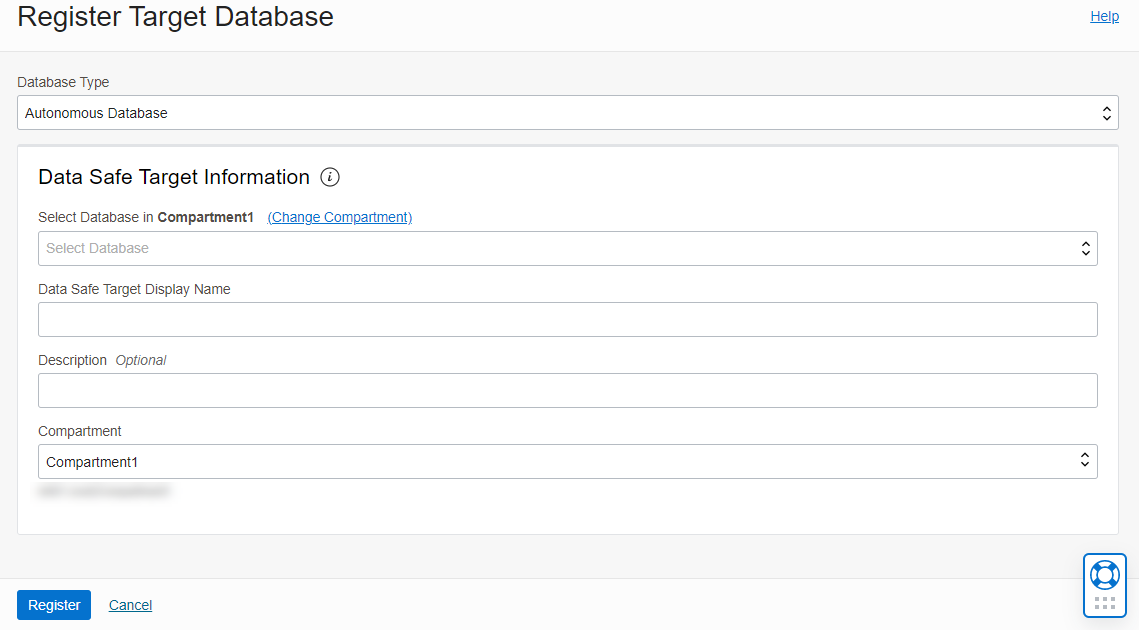 Register Target Database
Help
Database Type
Autonomous Database
Data Safe Target Information
Select Database in Compartment1 (Change Compartment)
Select Database
Data Safe Target Display Name
Description Optional
Compartment
Compartment1
Register
Cancel